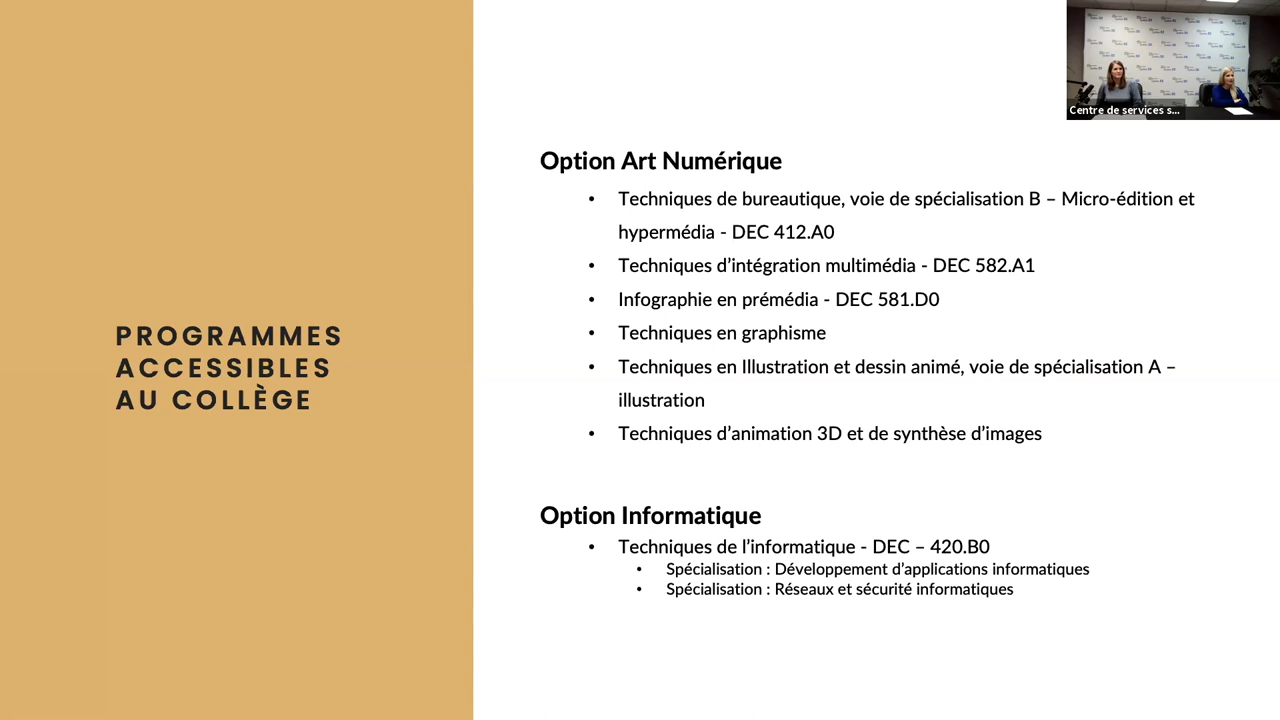 Centre de services s...
PROGRAMMES
ACCESSIBLES
AU COLLÈGE
Option Art Numérique
• Techniques de bureautique, voie de spécialisation B – Micro-édition et
hypermédia - DEC 412.A0
• Techniques d’intégration multimédia - DEC 582.A1
• Infographie en prémédia - DEC 581.D0
• Techniques en graphisme
• Techniques en Illustration et dessin animé, voie de spécialisation A –
illustration
• Techniques d’animation 3D et de synthèse d’images
Option Informatique
• Techniques de l’informatique - DEC – 420.B0
• Spécialisation : Développement d’applications informatiques
• Spécialisation : Réseaux et sécurité informatiques